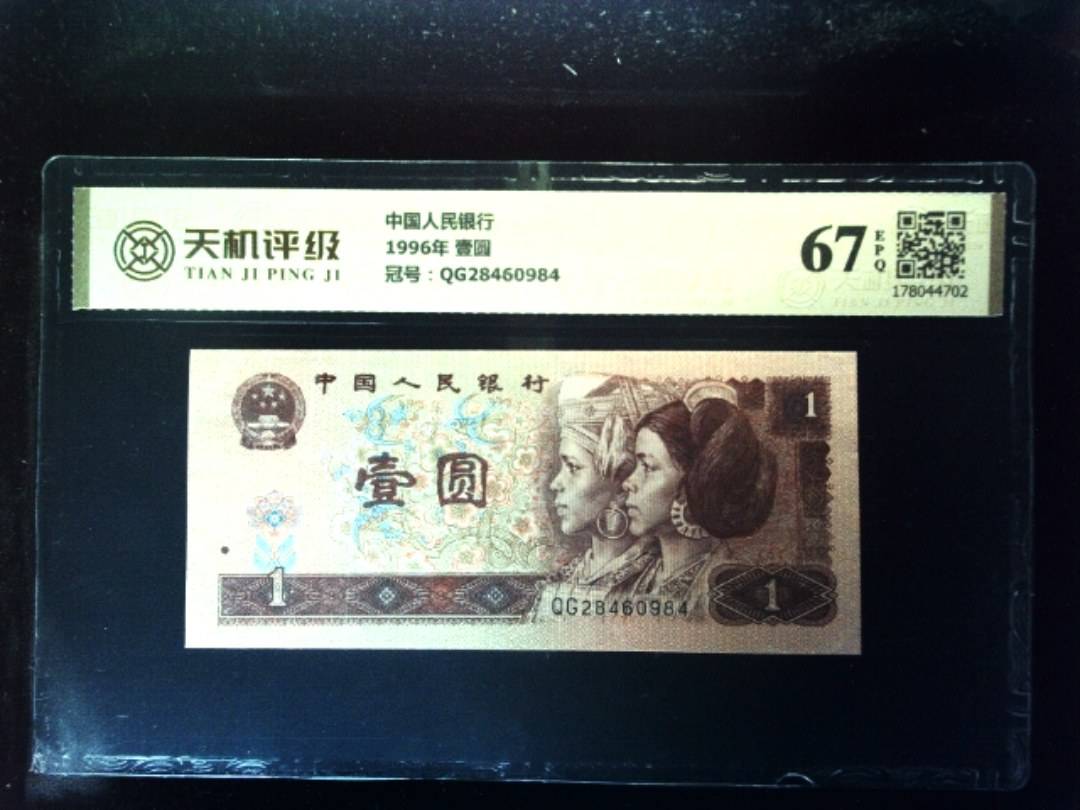 天机评级
TIAN JI PING JI
中国人民银行
1996年 壹圆
冠号：QG28460984
67
EPQ
178044702
中国人民银行
1
壹圆
1
QG28460984
1